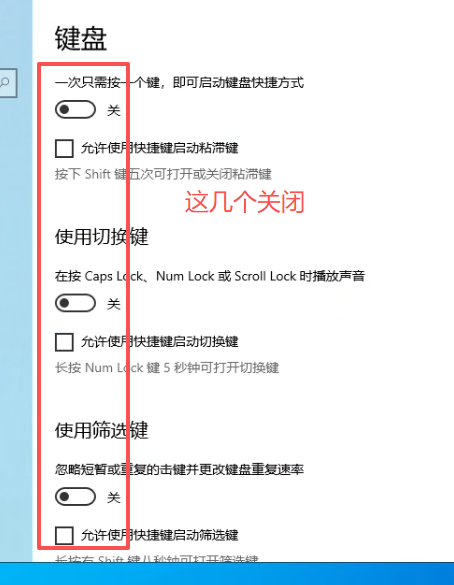 键盘
一次只需按一个键，即可启动键盘快捷方式
关
允许使用快捷键启动粘滞键
按下 Shift 键五次可打开或关闭粘滞键
这几个关闭
使用切换键
在按 Caps Lock、Num Lock 或 Scroll Lock 时播放声音
关
允许使用快捷键启动切换键
长按 Num Lock 键 5 秒钟可打开切换键
使用筛选键
忽略短暂或重复的击键并更改键盘重复速率
关
允许使用快捷键启动筛选键
长按右 Shift 键八秒钟可打开筛选键